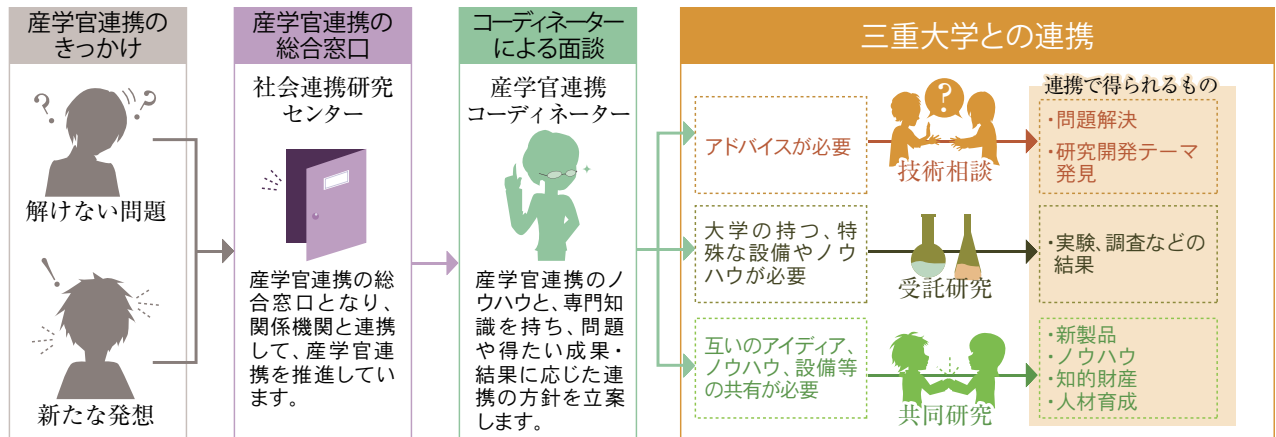 産学官連携の
きっかけ
?
?
?
解けない問題
!
新たな発想
産学官連携の
総合窓口
社会連携研究
センター
産学官連携の総
合窓口となり、
関係機関と連携
して、産学官連
携を推進してい
ます。
コーディネーター
による面談
産学官連携
コーディネーター
産学官連携のノ
ウハウと、専門知
識を持ち、問題
や得たい成果・
結果に応じた連
携の方針を立案
します。
三重大学との連携
連携で得られるもの
アドバイスが必要
?
技術相談
・問題解決
・研究開発テーマ
発見
大学の持つ、特
殊な設備やノウ
ハウが必要
受託研究
・実験、調査などの
結果
互いのアイディア、
ノウハウ、設備等
の共有が必要
共同研究
・新製品
・ノウハウ
・知的財産
・人材育成